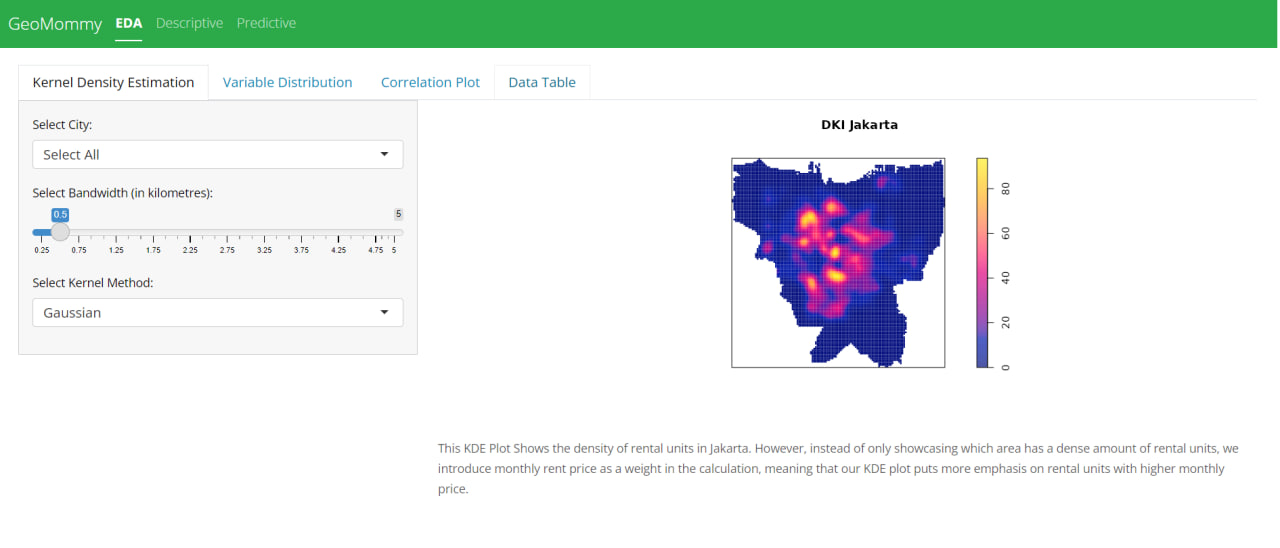 GeoMommy EDA Descriptive Predictive
Kernel Density Estimation Variable Distribution Correlation Plot Data Table
Select City:
Select All
Select Bandwidth (in kilometres):
0.5 5
0.25 0.75 1.25 1.75 2.25 2.75 3.25 3.75 4.25 4.75 5
Select Kernel Method:
Gaussian
DKI Jakarta
80
60
40
20
0
This KDE Plot Shows the density of rental units in Jakarta. However, instead of only showcasing which area has a dense amount of rental units, we
introduce monthly rent price as a weight in the calculation, meaning that our KDE plot puts more emphasis on rental units with higher monthly
price.